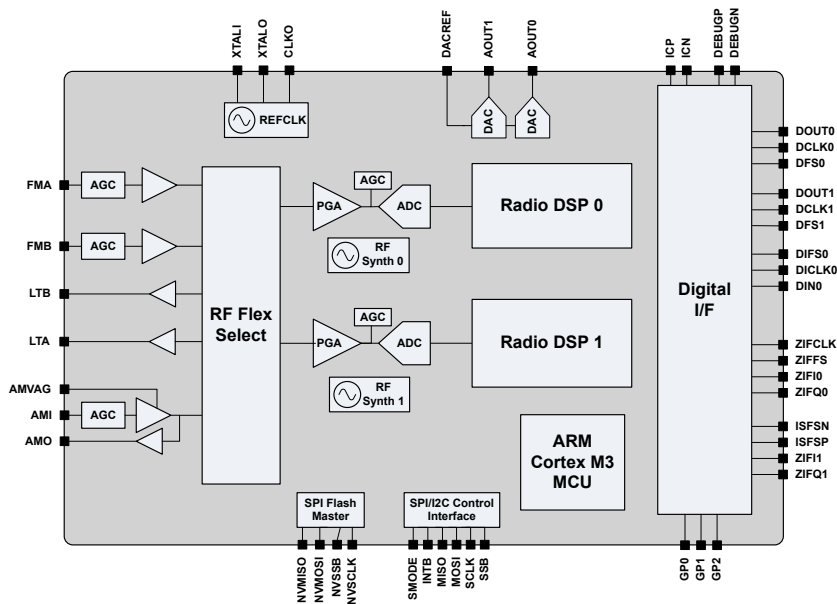 XTALI
XTALO
CLKO
DACREF
AOUT1
AOUT0
ICP
ICN
DEBUGP
DEBUGN
REFCLK
DAC
DAC
DOUT0
DCLK0
DFS0
FMA
AGC
AGC
PGA
ADC
Radio DSP 0
DOUT1
DCLK1
DFS1
FMB
AGC
RF
Synth 0
DIFS0
DICLK0
DIN0
LTB
RF Flex
Select
Digital
I/F
LTA
AGC
PGA
ADC
Radio DSP 1
ZIFCLK
ZIFFS
ZIFI0
ZIFQ0
AMVAG
AMI
AGC
AMO
RF
Synth 1
ARM
Cortex M3
MCU
ISFSN
ISFSP
ZIFI1
ZIFQ1
SPI Flash
Master
SPI/I2C Control
Interface
NVMISO
NVMOSI
NVSSB
NVSCLK
SMODE
INTB
MISO
MOSI
SCLK
SSB
GP0
GP1
GP2